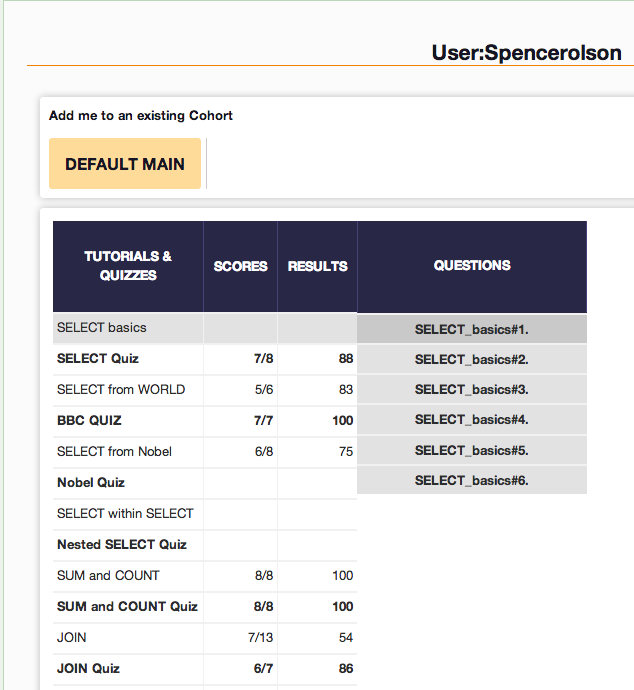 User:Spencerolson
Add me to an existing Cohort
DEFAULT MAIN
TUTORIALS & QUIZZES SCORES RESULTS QUESTIONS
SELECT basics SELECT_basics#1.
SELECT Quiz 7/8 88 SELECT_basics#2.
SELECT from WORLD 5/6 83 SELECT_basics#3.
BBC QUIZ 7/7 100 SELECT_basics#4.
SELECT from Nobel 6/8 75 SELECT_basics#5.
Nobel Quiz SELECT_basics#6.
SELECT within SELECT
Nested SELECT Quiz
SUM and COUNT 8/8 100
SUM and COUNT Quiz 8/8 100
JOIN 7/13 54
JOIN Quiz 6/7 86